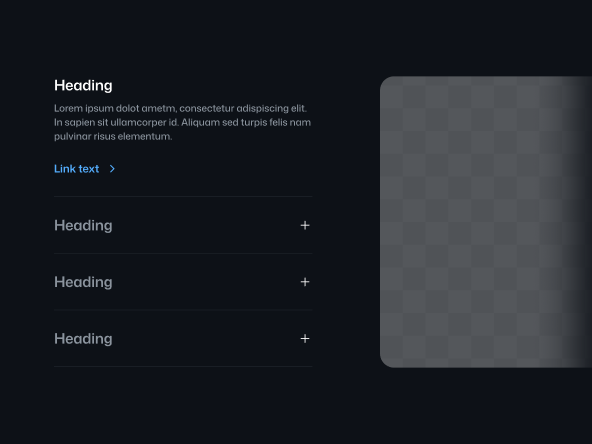 Heading
Lorem ipsum dolot ametm, consectetur adispiscing elit.
In sapien sit ullamcorper id. Aliquam sed turpis felis nam
pulvinar risus elementum.
Link text
Heading
Heading
Heading